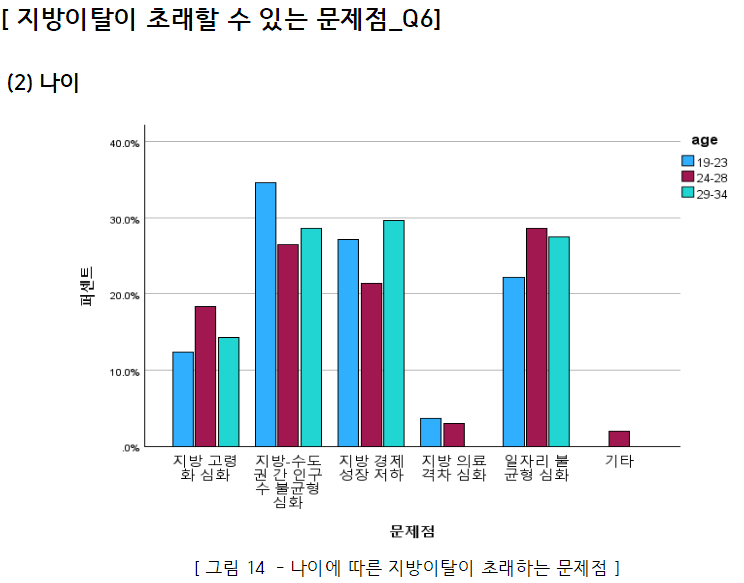 [ 지방이탈이 초래할 수 있는 문제점_Q6]
(2) 나이
age
19-23
24-28
29-34
40.0%
30.0%
20.0%
10.0%
.0%
퍼센트
지방 고령
화 심화
지방-수도
권 간 인구
수 불균형
심화
지방 경제
성장 저하
지방 의료
격차 심화
일자리 불
균형 심화
기타
문제점
[ 그림 14 - 나이에 따른 지방이탈이 초래하는 문제점 ]